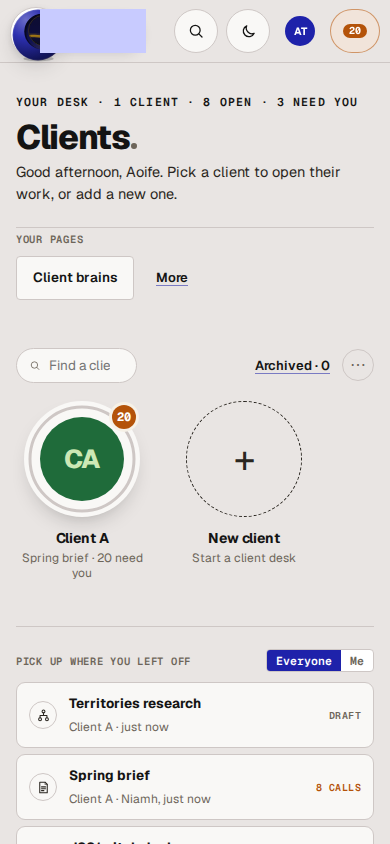 AT
20
YOUR DESK · 1 CLIENT · 8 OPEN · 3 NEED YOU
Clients.
Good afternoon, Aoife. Pick a client to open their
work, or add a new one.
YOUR PAGES
Client brains
More
Find a clie
Archived · 0
20
CA
+
Client A
New client
Spring brief · 20 need
you
Start a client desk
PICK UP WHERE YOU LEFT OFF
Everyone
Me
Territories research
Client A · just now
DRAFT
Spring brief
Client A · Niamh, just now
8 CALLS